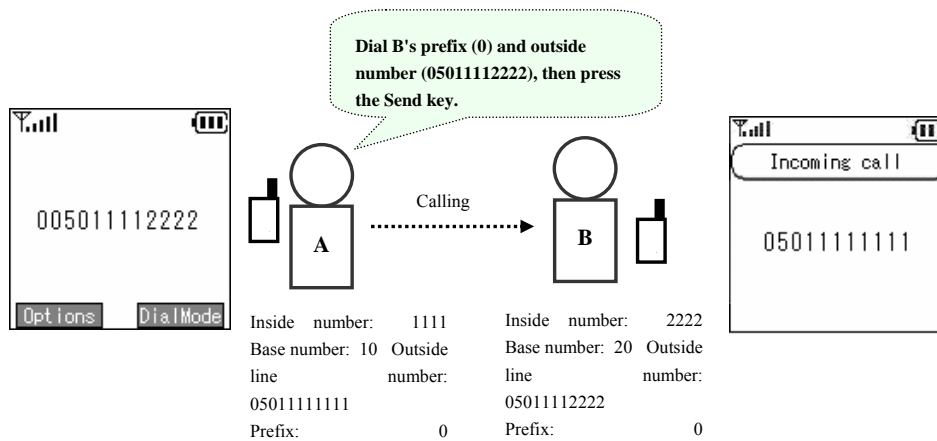 Dial B's prefix (0) and outside
number (05011112222), then press
the Send key.
005011112222
Options DialMode
Calling
A
B
Incoming call
05011111111
Inside number: 1111
Base number: 10 Outside
line number:
05011111111
Prefix: 0
Inside number: 2222
Base number: 20 Outside
line number:
05011112222
Prefix: 0